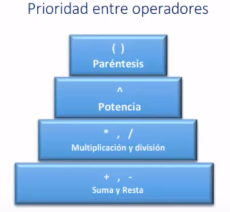 Prioridad entre operadores
( )
Paréntesis
^
Potencia
* , /
Multiplicación y división
+ , -
Suma y Resta